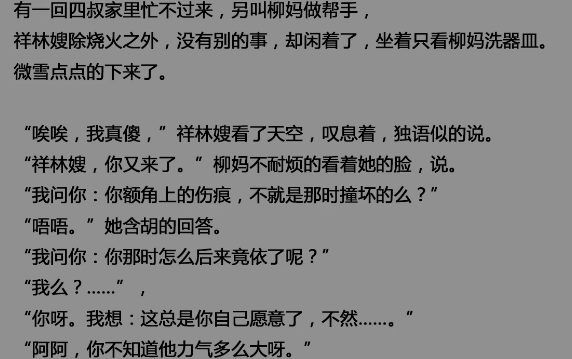 有一回四叔家里忙不过来，另叫柳妈做帮手，
祥林嫂除烧火之外，没有别的事，却闲着了，坐着只看柳妈洗器皿。
微雪点点的下来了。
“唉唉，我真傻，”祥林嫂看了天空，叹息着，独语似的说。
“祥林嫂，你又来了。”柳妈不耐烦的看着她的脸，说。
“我问你：你额角上的伤痕，不就是那时撞坏的么？”
“唔唔。”她含胡的回答。
“我问你：你那时怎么后来竟依了呢？”
“我么？……”，
“你呀。我想：这总是你自己愿意了，不然……。”
“阿阿，你不知道他力气多么大呀。”